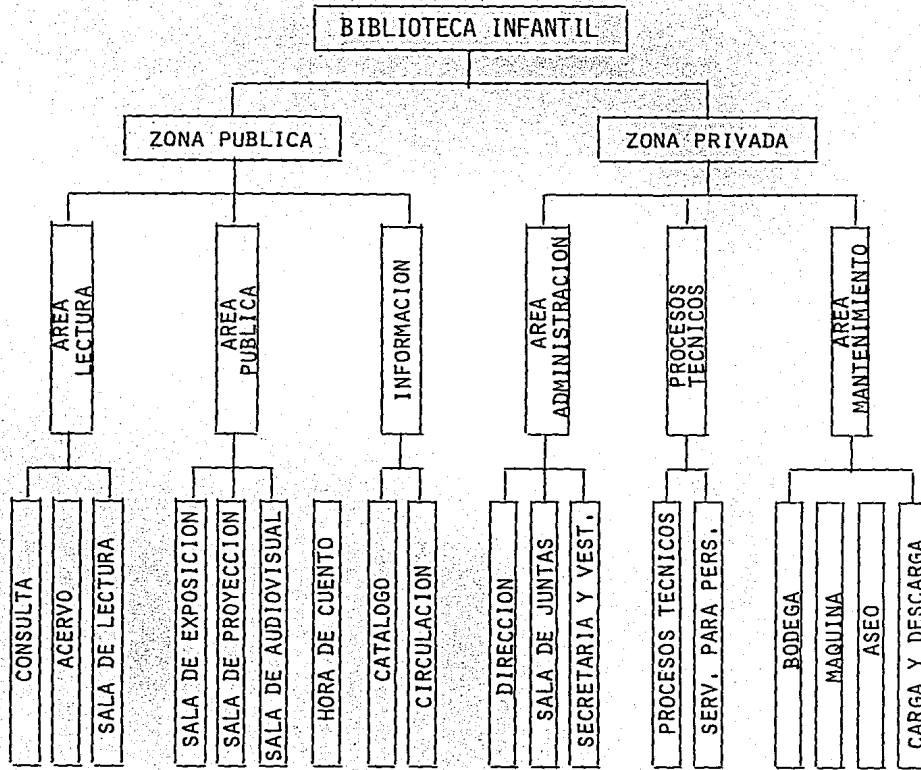 BIBLIOTECA INFANTIL
ZONA PUBLICA
ZONA PRIVADA
AREA
LECTURA
AREA
PUBLICA
INFORMACION
AREA
ADMINISTRACION
PROCESOS
TECNICOS
AREA
MANTENIMIENTO
CONSULTA
ACERVO
SALA DE LECTURA
SALA DE EXPOSICION
SALA DE PROYECCION
SALA DE AUDIOVISUAL
HORA DE CUENTO
CATALOGO
CIRCULACION
DIRECCION
SALA DE JUNTAS
SECRETARIA Y VEST.
PROCESOS TECNICOS
SERV. PARA PERS.
BODEGA
MAQUINA
ASEO
CARGA Y DESCARGA